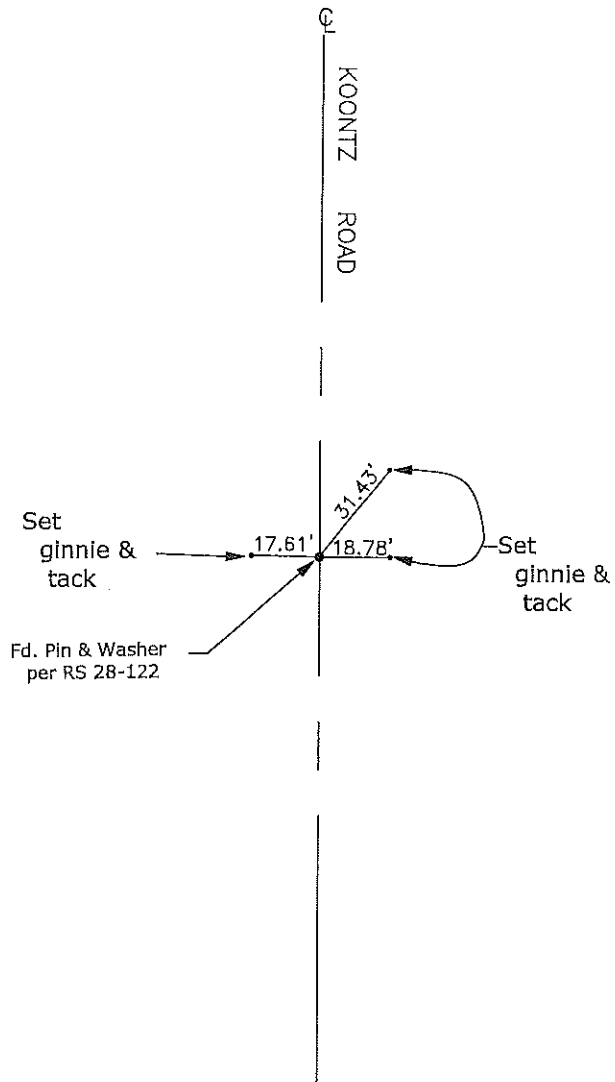 ℄
KOONTZ ROAD
31.43'
17.61'
18.78'
Set
ginnie &
tack
Set
ginnie &
tack
Fd. Pin & Washer
per RS 28-122